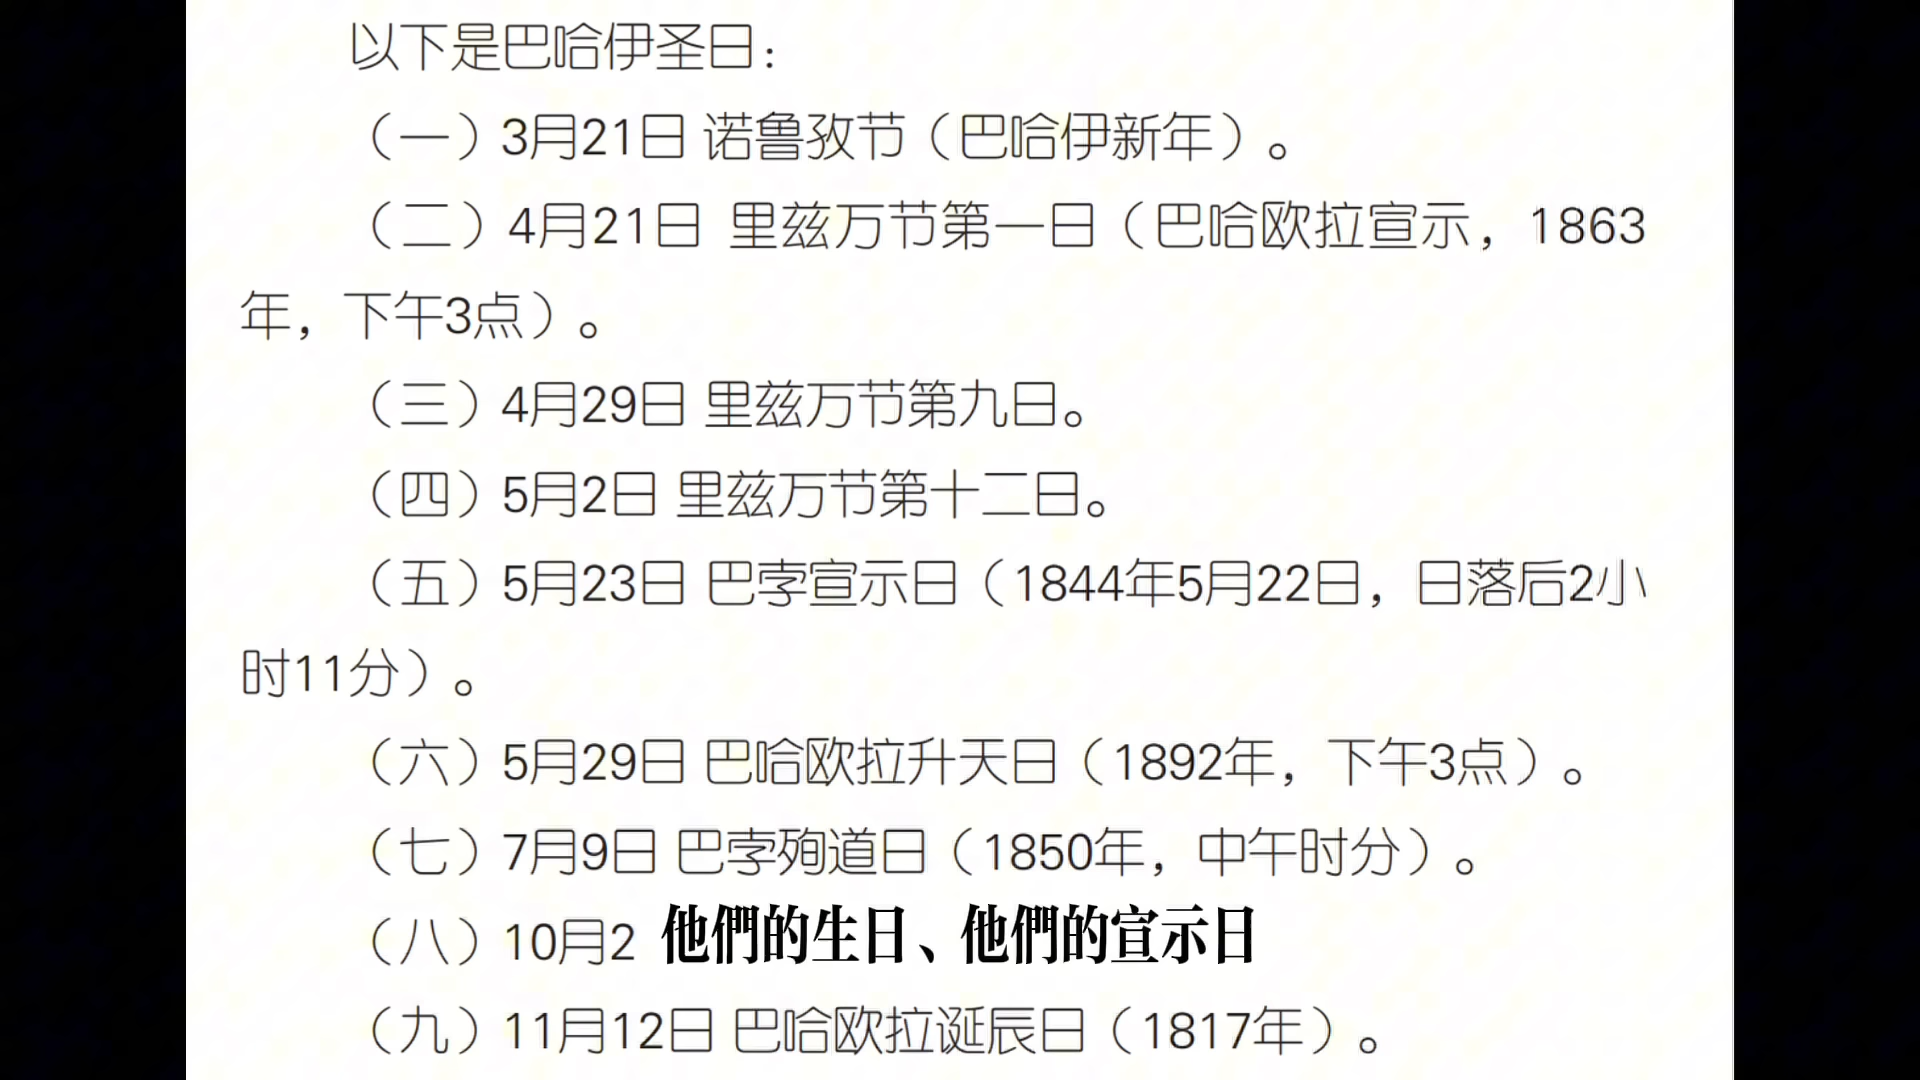 以下是巴哈伊圣日：
（一）3月21日 诺鲁孜节（巴哈伊新年）。
（二）4月21日 里兹万节第一日（巴哈欧拉宣示，1863
年，下午3点）。
（三）4月29日 里兹万节第九日。
（四）5月2日 里兹万节第十二日。
（五）5月23日 巴孛宣示日（1844年5月22日，日落后2小
时11分）。
（六）5月29日 巴哈欧拉升天日（1892年，下午3点）。
（七）7月9日 巴孛殉道日（1850年，中午时分）。
（八）10月2
他們的生日、他們的宣示日
（九）11月12日 巴哈欧拉诞辰日（1817年）。